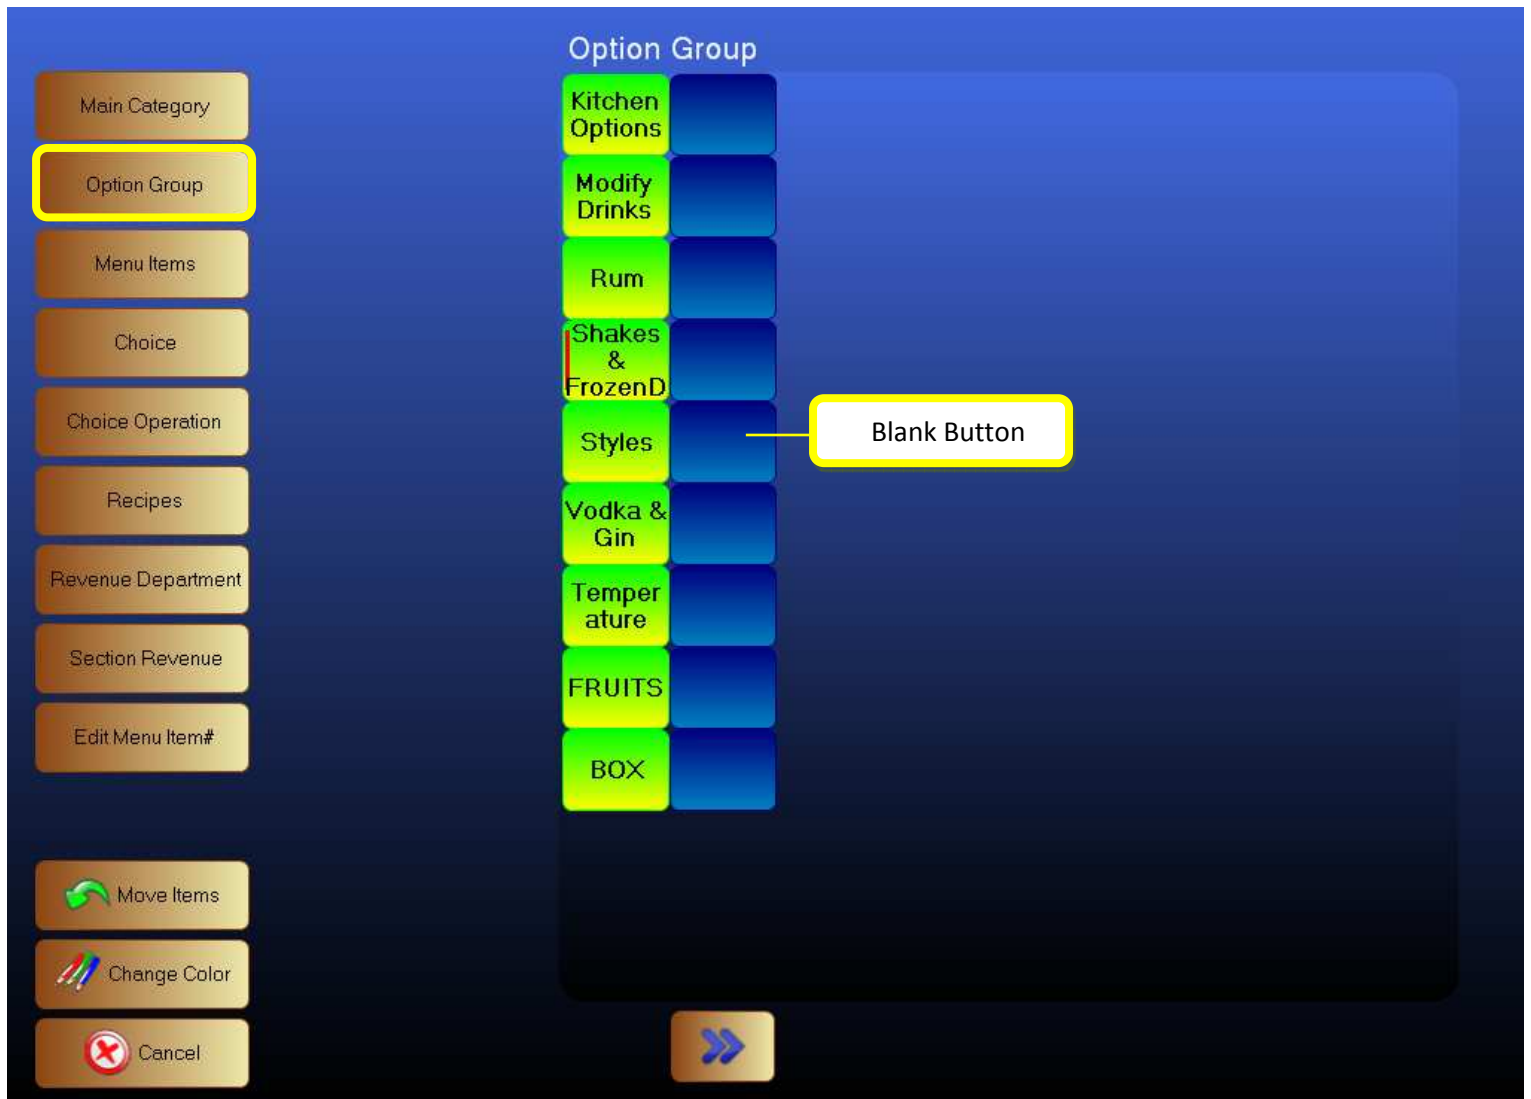 Option Group
Main Category
Option Group
Menu Items
Choice
Choice Operation
Recipes
Revenue Department
Section Revenue
Edit Menu Item#
Move Items
Change Color
Cancel
Kitchen
Options
Modify
Drinks
Rum
Shakes
&
FrozenD
Styles
Vodka &
Gin
Temper
ature
FRUITS
BOX
Blank Button